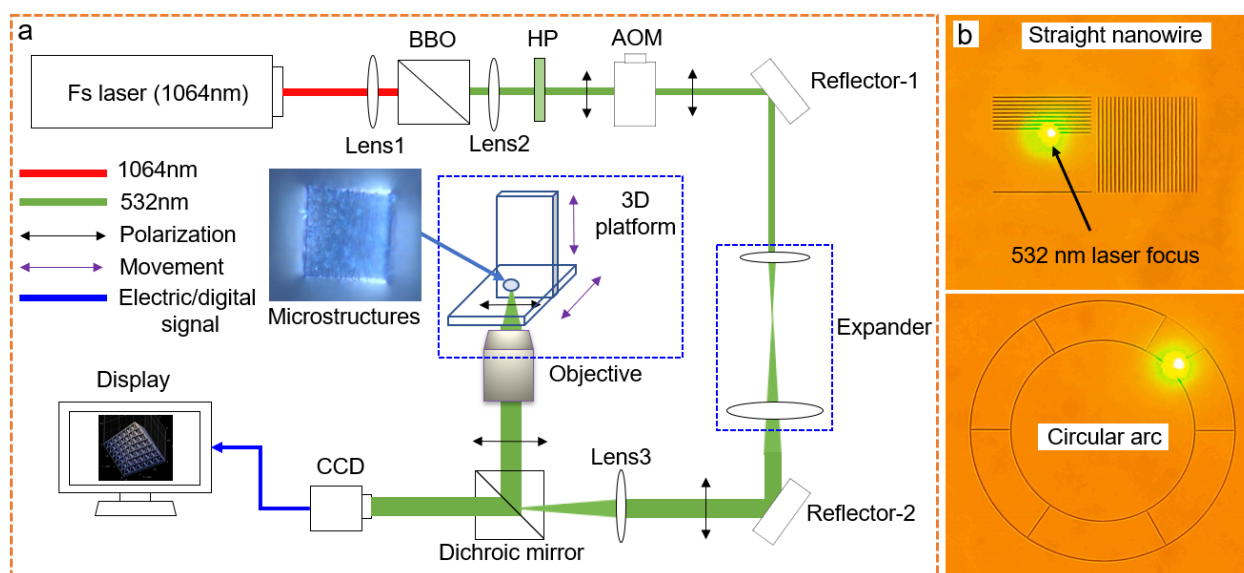 a
BBO
HP
AOM
Reflector-1
Fs laser (1064nm)
Lens1
Lens2
1064nm
532nm
Polarization
Movement
Electric/digital
signal
Microstructures
3D
platform
Expander
Objective
Display
CCD
Lens3
Dichroic mirror
Reflector-2
b
Straight nanowire
532 nm laser focus
Circular arc